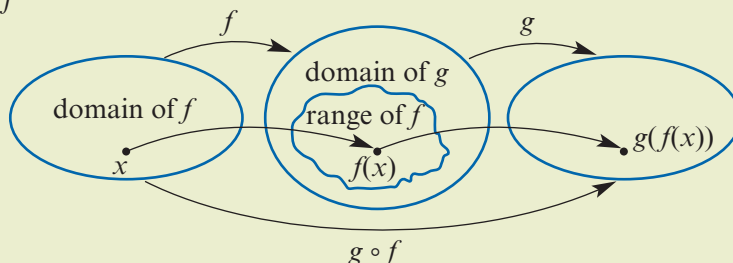 f
f
g
domain of g
domain of f
range of f
x
f(x)
g(f(x))
g ∘ f